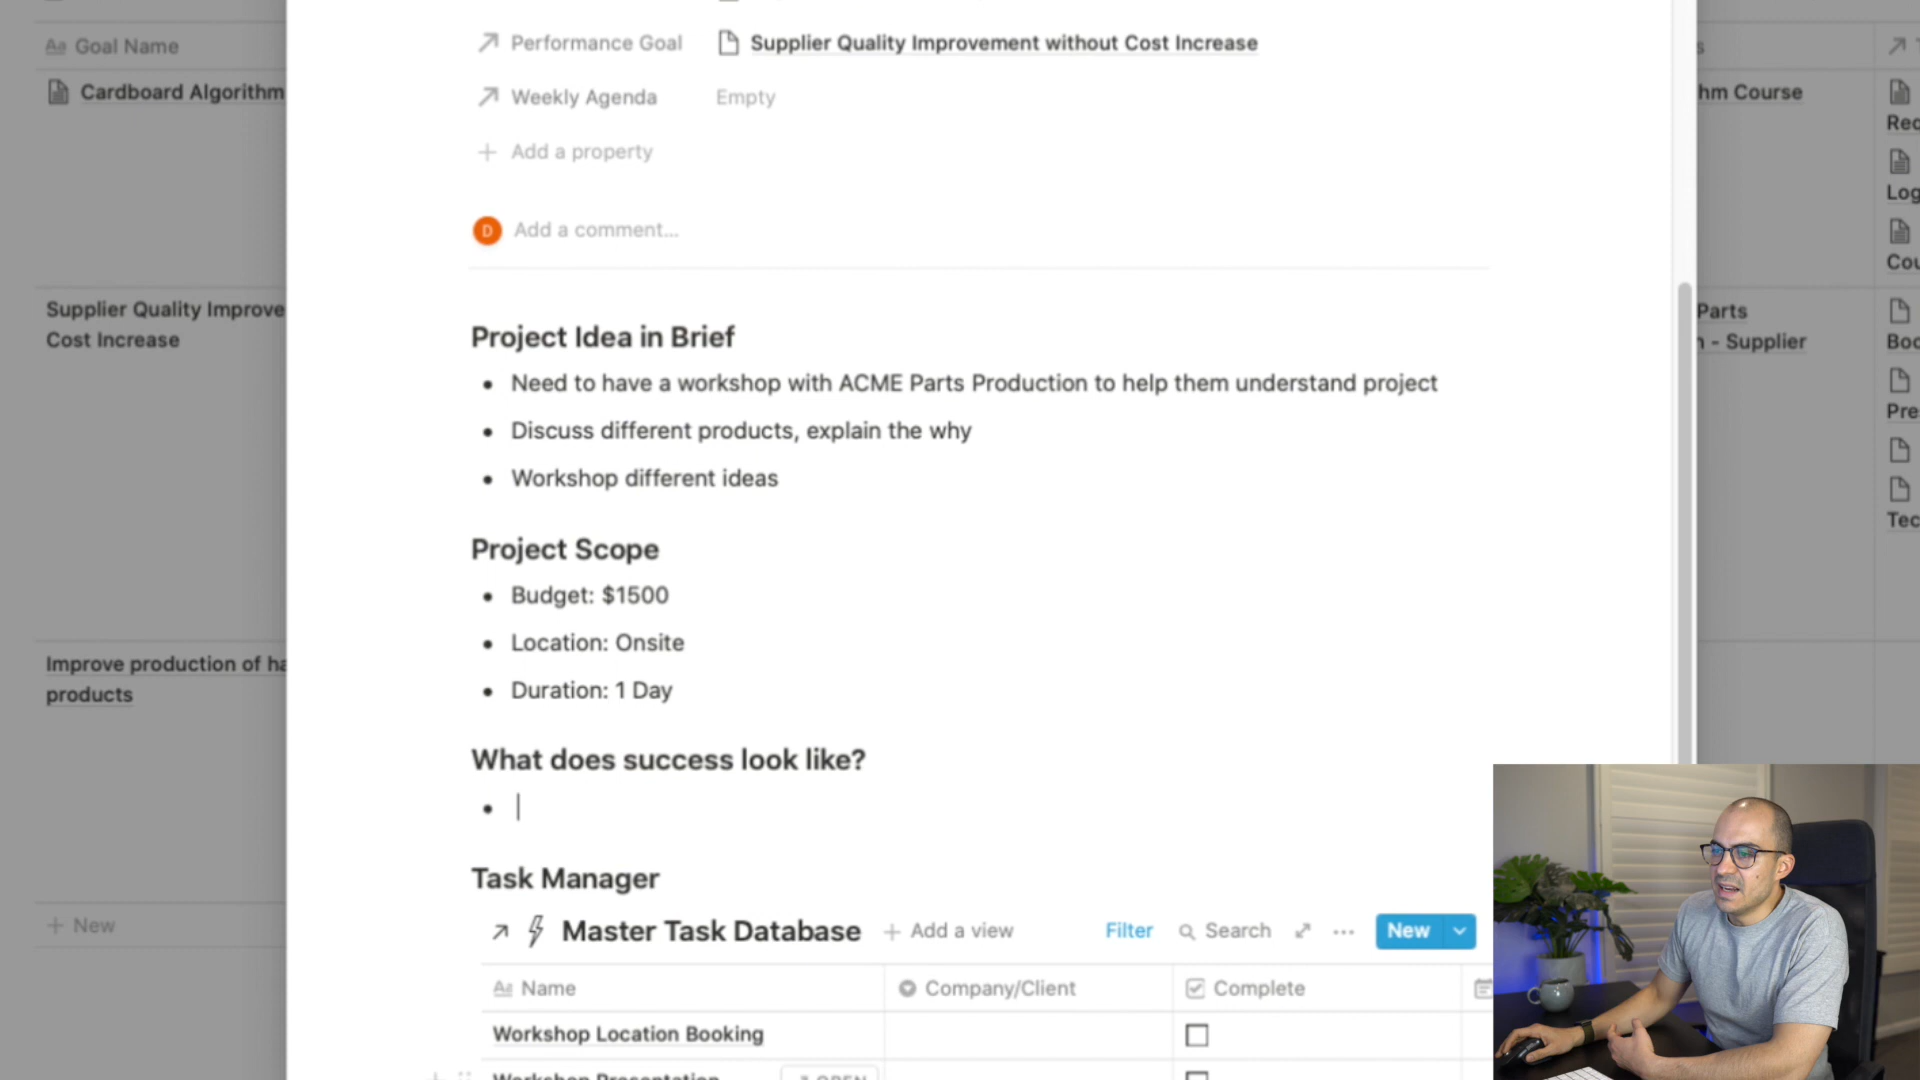 Goal Name
Performance Goal
Supplier Quality Improvement without Cost Increase
Cardboard Algorithm
hm Course
Weekly Agenda
Empty
Add a property
D
Add a comment...
Supplier Quality Improve
Cost Increase
Parts
- Supplier
Project Idea in Brief
• Need to have a workshop with ACME Parts Production to help them understand project
• Discuss different products, explain the why
• Workshop different ideas
Project Scope
• Budget: $1500
• Location: Onsite
• Duration: 1 Day
Improve production of ha
products
What does success look like?
•
Task Manager
Master Task Database
Add a view
Filter
Search
New
+ New
Aa Name
Company/Client
Complete
Workshop Location Booking
Workshop Presentation
OPEN
Rec
Log
Cou
Boo
Pre
Tec